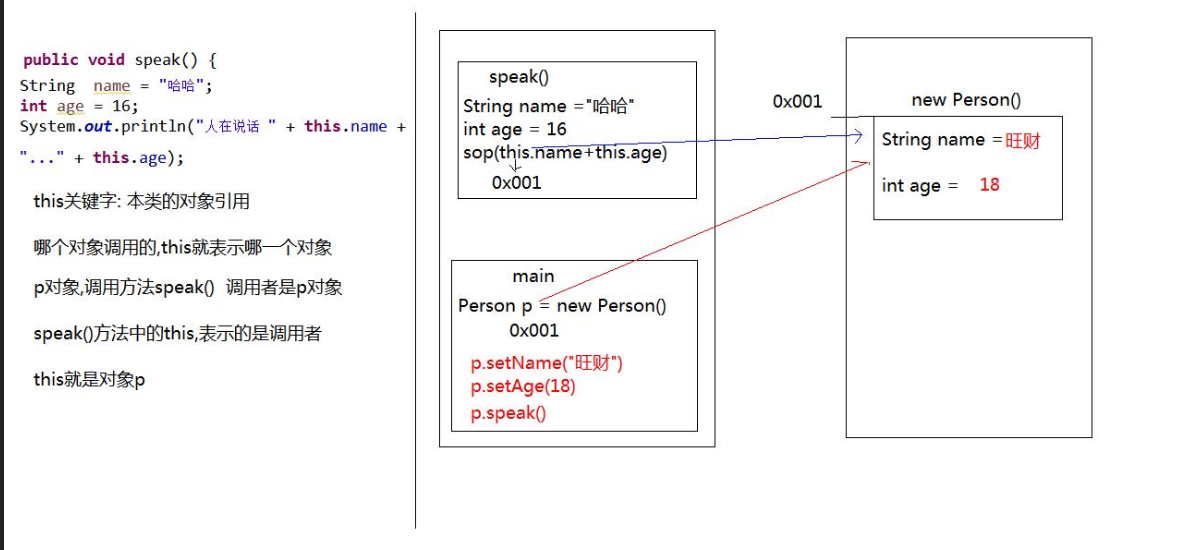 public void speak() {
String name = "哈哈";
int age = 16;
System.out.println("人在说话 " + this.name +
"..." + this.age);
this关键字: 本类的对象引用
哪个对象调用的,this就表示哪一个对象
p对象,调用方法speak() 调用者是p对象
speak()方法中的this,表示的是调用者
this就是对象p
speak()
String name ="哈哈"
int age = 16
sop(this.name+this.age)
0x001
main
Person p = new Person()
0x001
p.setName("旺财")
p.setAge(18)
p.speak()
0x001
new Person()
String name =旺财
int age = 18